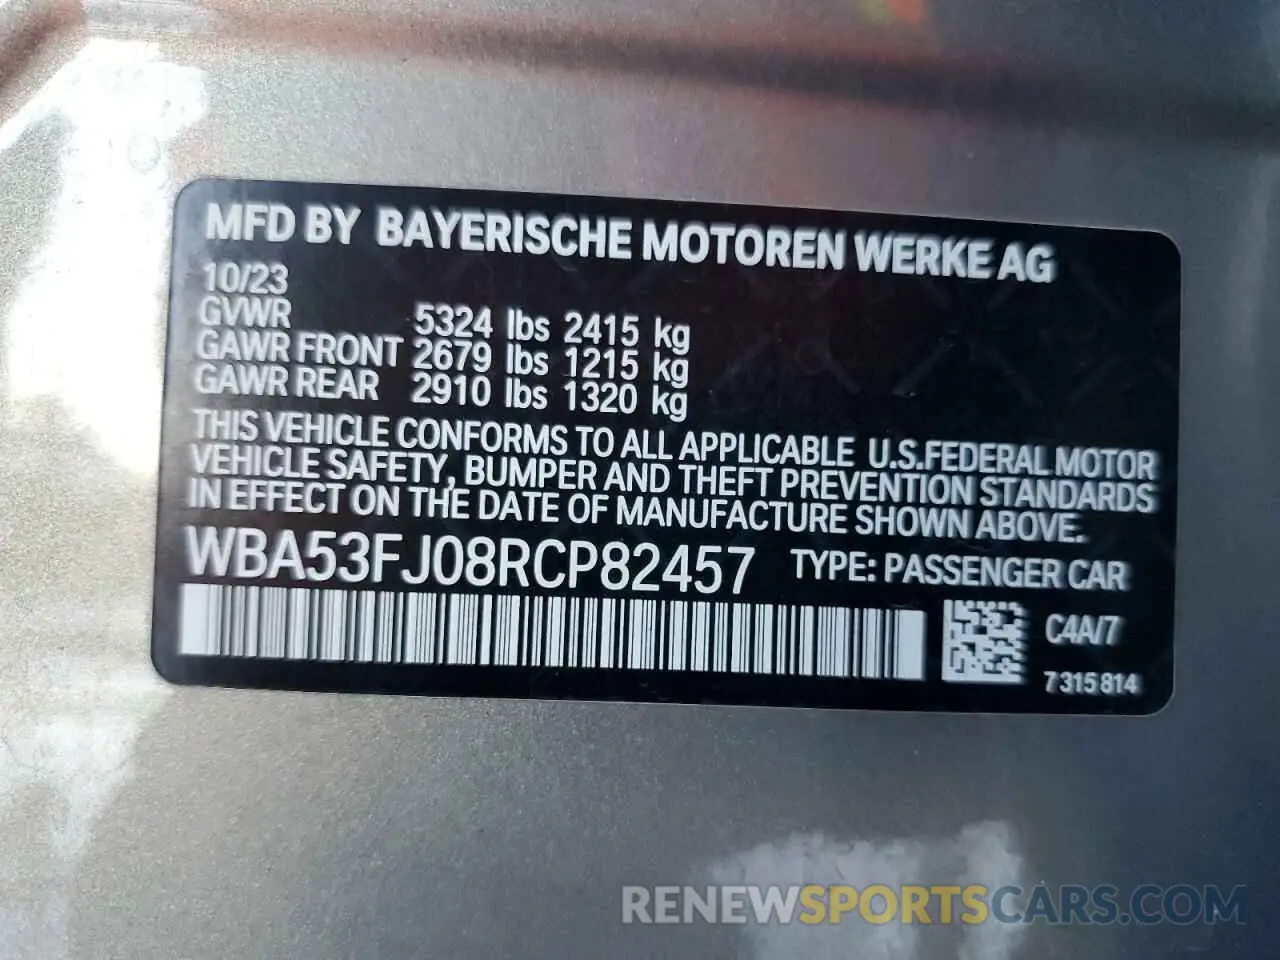 MFD BY BAYERISCHE MOTOREN WERKE AG
10/23
GVWR 5324 lbs 2415 kg
GAWR FRONT 2679 lbs 1215 kg
GAWR REAR 2910 lbs 1320 kg
THIS VEHICLE CONFORMS TO ALL APPLICABLE U.S.FEDERAL MOTOR
VEHICLE SAFETY, BUMPER AND THEFT PREVENTION STANDARDS
IN EFFECT ON THE DATE OF MANUFACTURE SHOWN ABOVE.
WBA53FJ08RCP82457 TYPE: PASSENGER CAR
C4A/7
7 315 814
RENEWSPORTSCARS.COM